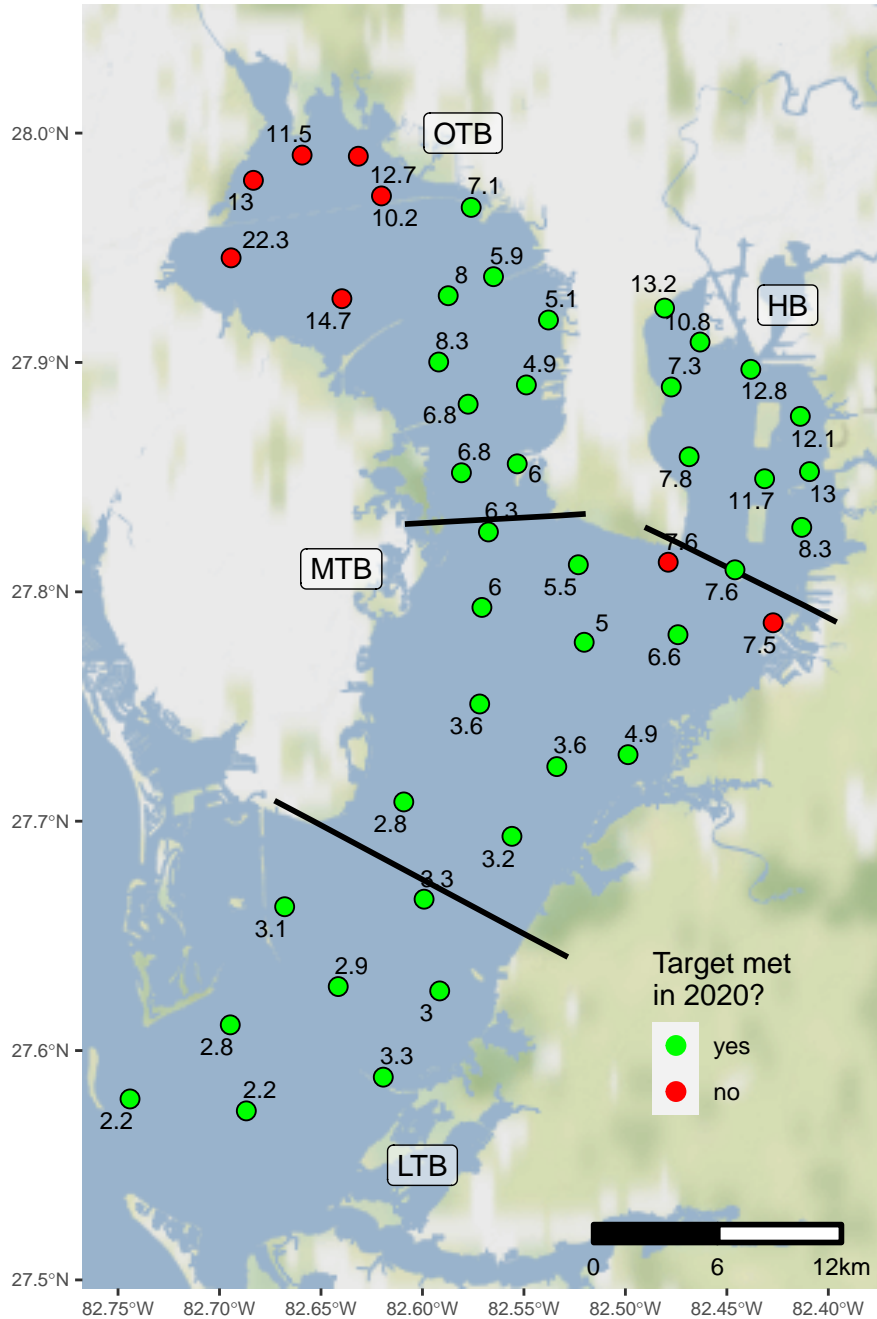 28.0°N
27.9°N
27.8°N
27.7°N
27.6°N
27.5°N
OTB
11.5
12.7
13
10.2
7.1
22.3
5.9
8
14.7
5.1
13.2
HB
10.8
8.3
4.9
7.3
12.8
6.8
12.1
6.8
6
7.8
11.7
13
6.3
8.3
7.6
MTB
5.5
7.6
6
5
6.6
7.5
3.6
3.6
4.9
2.8
3.2
3.3
3.1
2.9
3
2.8
3.3
2.2
2.2
LTB
Target met
in 2020?
yes
no
0 6 12km
82.75°W 82.70°W 82.65°W 82.60°W 82.55°W 82.50°W 82.45°W 82.40°W